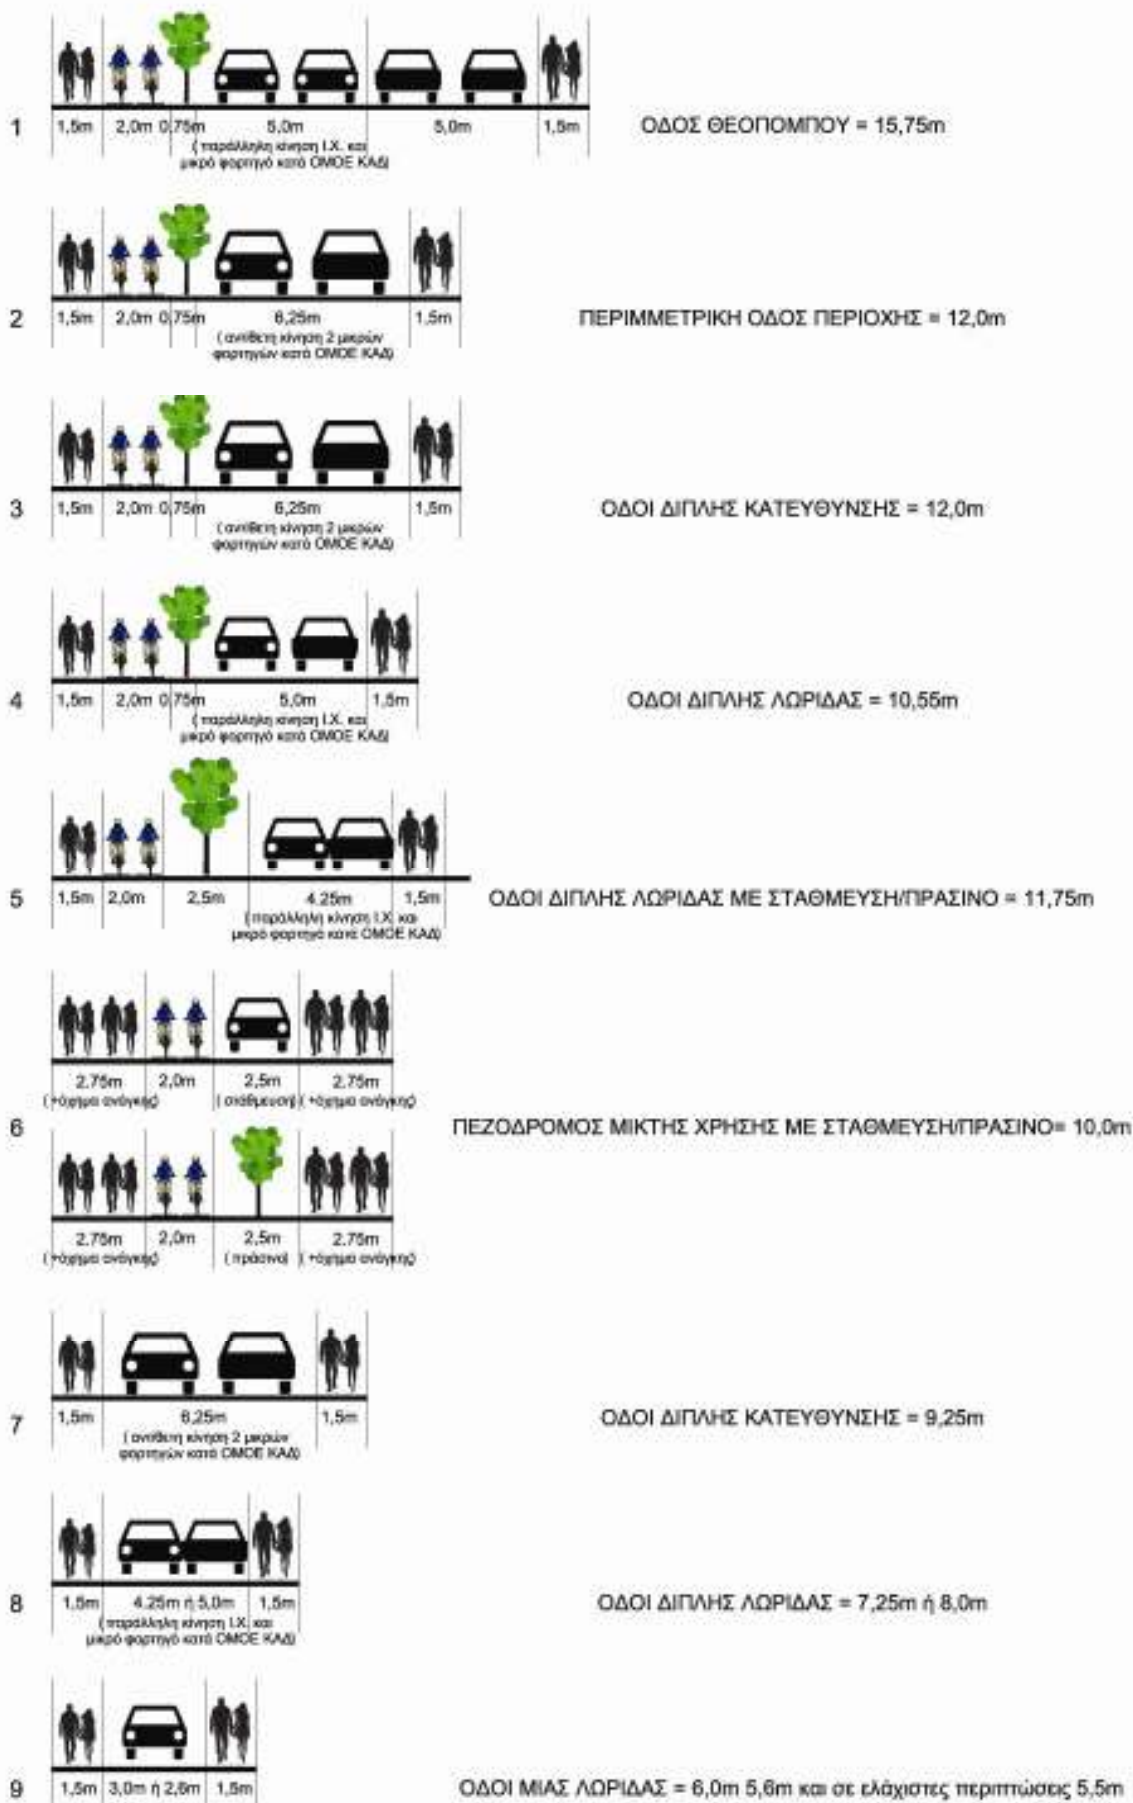 1,5m 2,0m 0,75m 5,0m 5,0m 1,5m
( παράλληλη κίνηση Ι.Χ. και
μικρό φορτηγό κατά ΟΜΟΕ ΚΑΔ)
1 ΟΔΟΣ ΘΕΟΠΟΜΠΟΥ = 15,75m
1,5m 2,0m 0,75m 6,25m 1,5m
( αντίθετη κίνηση 2 μικρών
φορτηγών κατά ΟΜΟΕ ΚΑΔ)
2 ΠΕΡΙΜΜΕΤΡΙΚΗ ΟΔΟΣ ΠΕΡΙΟΧΗΣ = 12,0m
1,5m 2,0m 0,75m 6,25m 1,5m
( αντίθετη κίνηση 2 μικρών
φορτηγών κατά ΟΜΟΕ ΚΑΔ)
3 ΟΔΟΙ ΔΙΠΛΗΣ ΚΑΤΕΥΘΥΝΣΗΣ = 12,0m
1,5m 2,0m 0,75m 5,0m 1,5m
( παράλληλη κίνηση Ι.Χ. και
μικρό φορτηγό κατά ΟΜΟΕ ΚΑΔ)
4 ΟΔΟΙ ΔΙΠΛΗΣ ΛΩΡΙΔΑΣ = 10,55m
1,5m 2,0m 2,5m 4,25m 1,5m
( παράλληλη κίνηση Ι.Χ. και
μικρό φορτηγό κατά ΟΜΟΕ ΚΑΔ)
5 ΟΔΟΙ ΔΙΠΛΗΣ ΛΩΡΙΔΑΣ ΜΕ ΣΤΑΘΜΕΥΣΗ/ΠΡΑΣΙΝΟ = 11,75m
2,75m 2,0m 2,5m 2,75m
( +όχημα ανάγκης) ( στάθμευση) ( +όχημα ανάγκης)
6 ΠΕΖΟΔΡΟΜΟΣ ΜΙΚΤΗΣ ΧΡΗΣΗΣ ΜΕ ΣΤΑΘΜΕΥΣΗ/ΠΡΑΣΙΝΟ= 10,0m
2,75m 2,0m 2,5m 2,75m
( +όχημα ανάγκης) ( πράσινο) ( +όχημα ανάγκης)
1,5m 6,25m 1,5m
( αντίθετη κίνηση 2 μικρών
φορτηγών κατά ΟΜΟΕ ΚΑΔ)
7 ΟΔΟΙ ΔΙΠΛΗΣ ΚΑΤΕΥΘΥΝΣΗΣ = 9,25m
1,5m 4,25m ή 5,0m 1,5m
( παράλληλη κίνηση Ι.Χ. και
μικρό φορτηγό κατά ΟΜΟΕ ΚΑΔ)
8 ΟΔΟΙ ΔΙΠΛΗΣ ΛΩΡΙΔΑΣ = 7,25m ή 8,0m
1,5m 3,0m ή 2,6m 1,5m
9 ΟΔΟΙ ΜΙΑΣ ΛΩΡΙΔΑΣ = 6,0m 5,6m και σε ελάχιστες περιπτώσεις 5,5m